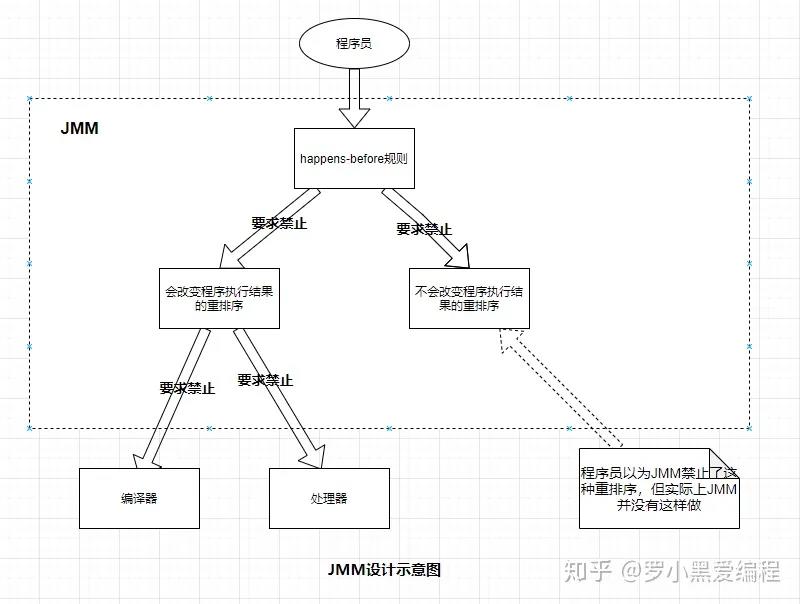 程序员
JMM
happens-before规则
要求禁止
要求禁止
会改变程序执行结果
的重排序
不会改变程序执行结
果的重排序
要求禁止
要求禁止
编译器
处理器
程序员以为JMM禁止了这
种重排序，但实际上JMM
并没有这样做
JMM设计示意图
知乎 @罗小黑爱编程